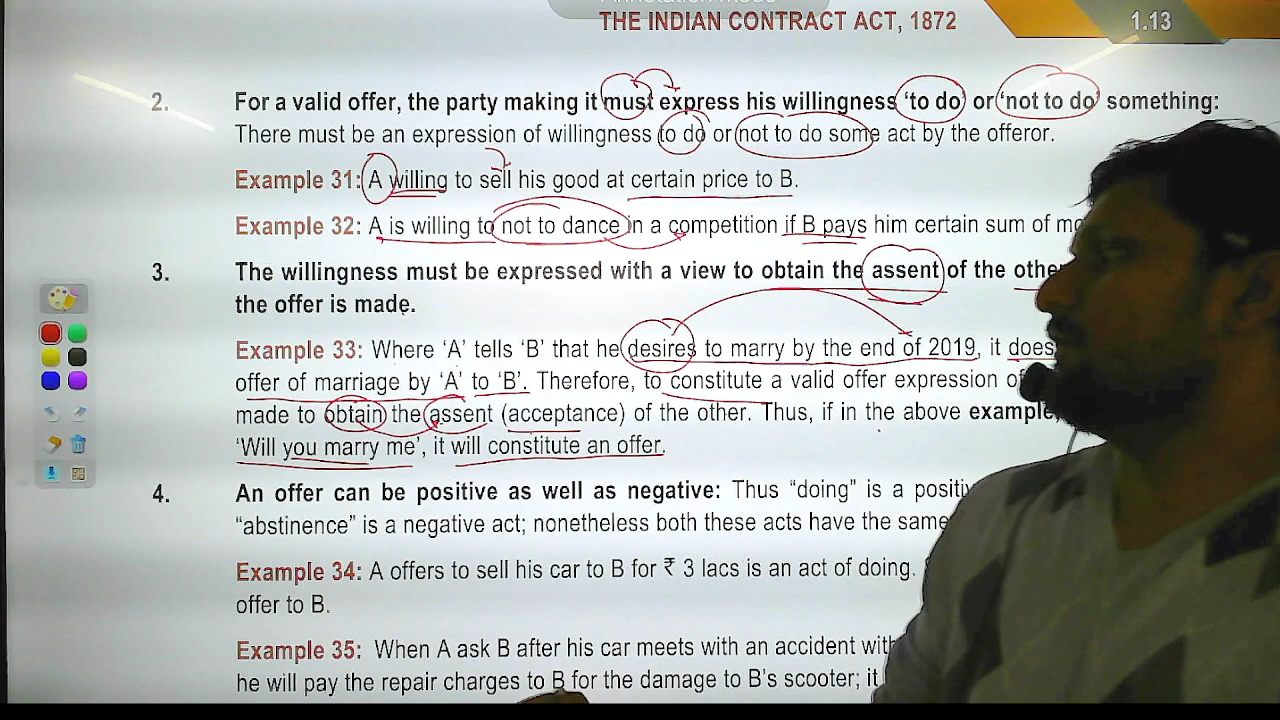 THE INDIAN CONTRACT ACT, 1872 1.13
2. For a valid offer, the party making it must express his willingness ‘to do’ or ‘not to do’ something:
There must be an expression of willingness to do or not to do some act by the offeror.
Example 31: A willing to sell his good at certain price to B.
Example 32: A is willing to not to dance in a competition if B pays him certain sum of
3. The willingness must be expressed with a view to obtain the assent of the
the offer is made.
Example 33: Where ‘A’ tells ‘B’ that he desires to marry by the end of 2019, it does
offer of marriage by ‘A’ to ‘B’. Therefore, to constitute a valid offer expression
made to obtain the assent (acceptance) of the other. Thus, if in the above example,
‘Will you marry me’, it will constitute an offer.
4. An offer can be positive as well as negative: Thus “doing” is a
“abstinence” is a negative act; nonetheless both these acts have the same
Example 34: A offers to sell his car to B for ₹ 3 lacs is an act of doing.
offer to B.
Example 35: When A ask B after his car meets with an accident
he will pay the repair charges to B for the damage to B’s scooter; it